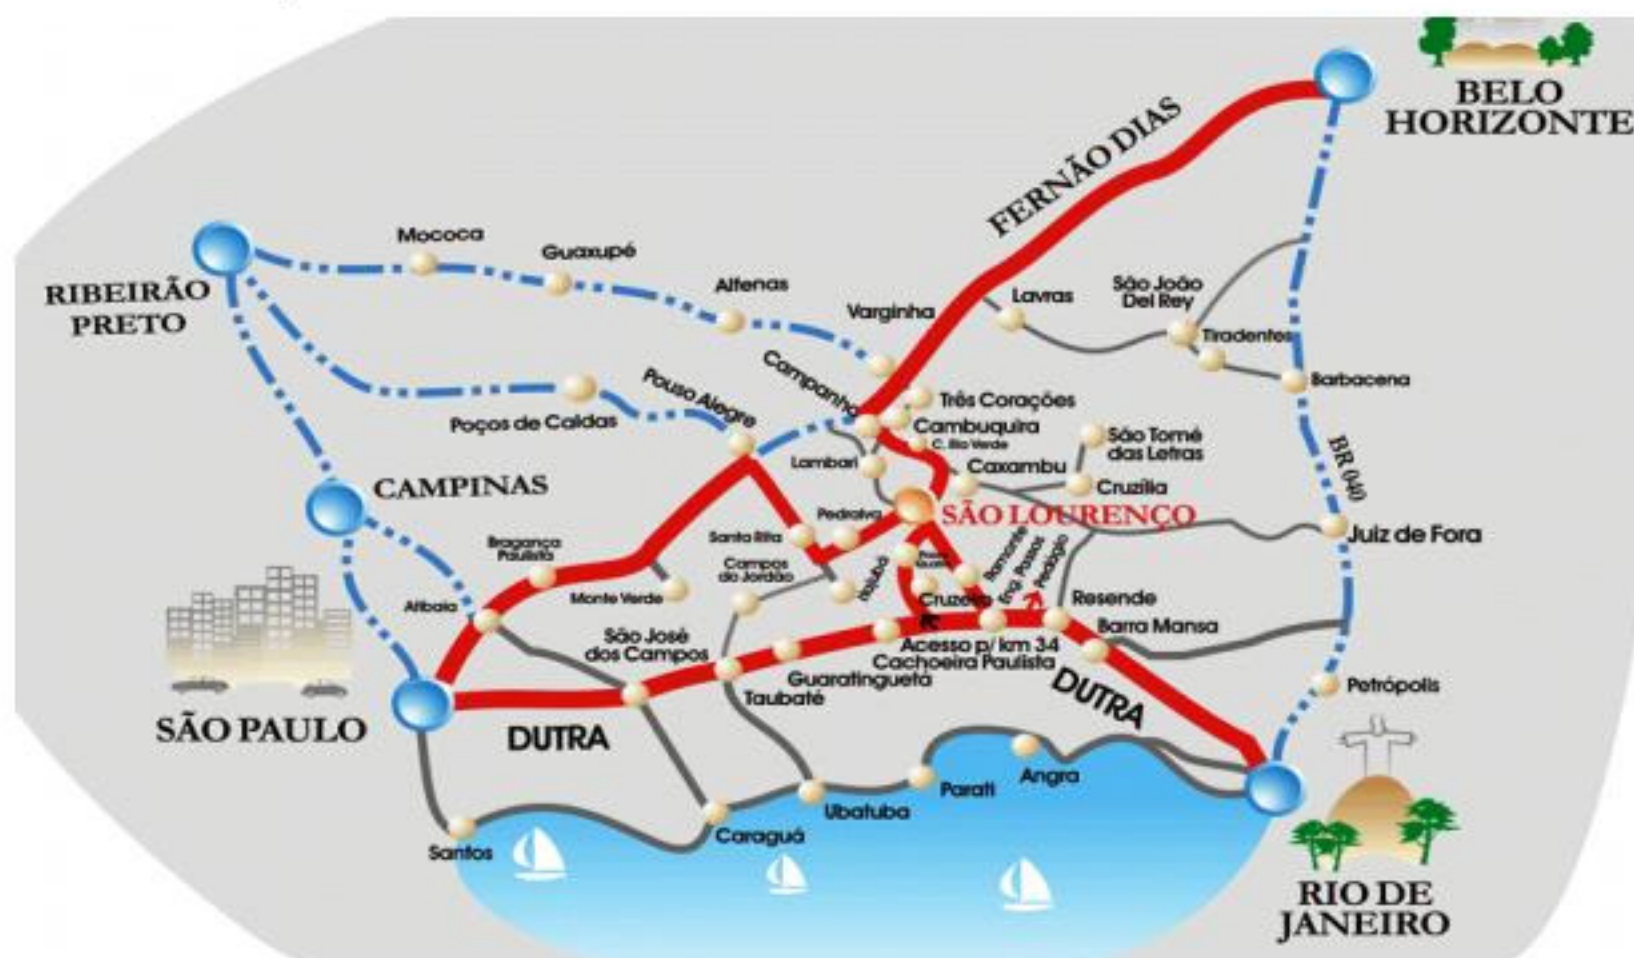 BELO
HORIZONTE
FERNÃO DIAS
Mococa
Guaxupé
RIBEIRÃO
PRETO
Alfenas
Varginha
Lavras
São João
Del Rey
Tiradentes
Barbacena
Campanha
Pouso Alegre
Poços de Caldas
Três Corações
Cambuquira
C. Rio Verde
São Tomé
das Letras
Lambari
Caxambu
Cruzília
BR 040
CAMPINAS
Pedralva
SÃO LOURENÇO
Juiz de Fora
Bragança
Paulista
Santa Rita
Campos
do Jordão
Itajubá
Itamonte
Eng. Passos
Pedágio
Monte Verde
Atibaia
Cruzeiro
Resende
Barra Mansa
São José
dos Campos
Acesso p/ km 34
Cachoeira Paulista
Guaratinguetá
Taubaté
DUTRA
Petrópolis
SÃO PAULO
DUTRA
Angra
Parati
Ubatuba
Caraguá
Santos
RIO DE
JANEIRO